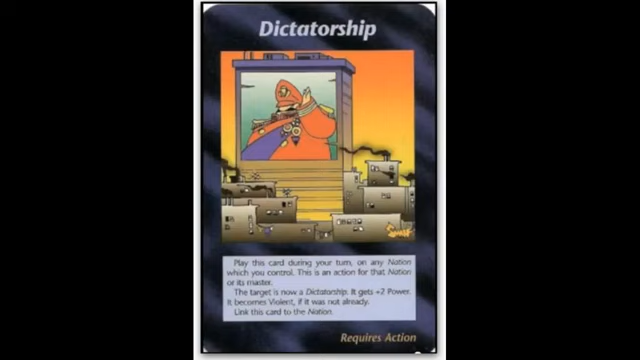 Dictatorship
Play this card during your turn, on any Nation
which you control. This is an action for that Nation
or its master.
The target is now a Dictatorship. It gets +2 Power.
It becomes Violent, if it was not already.
Link this card to the Nation.
Requires Action